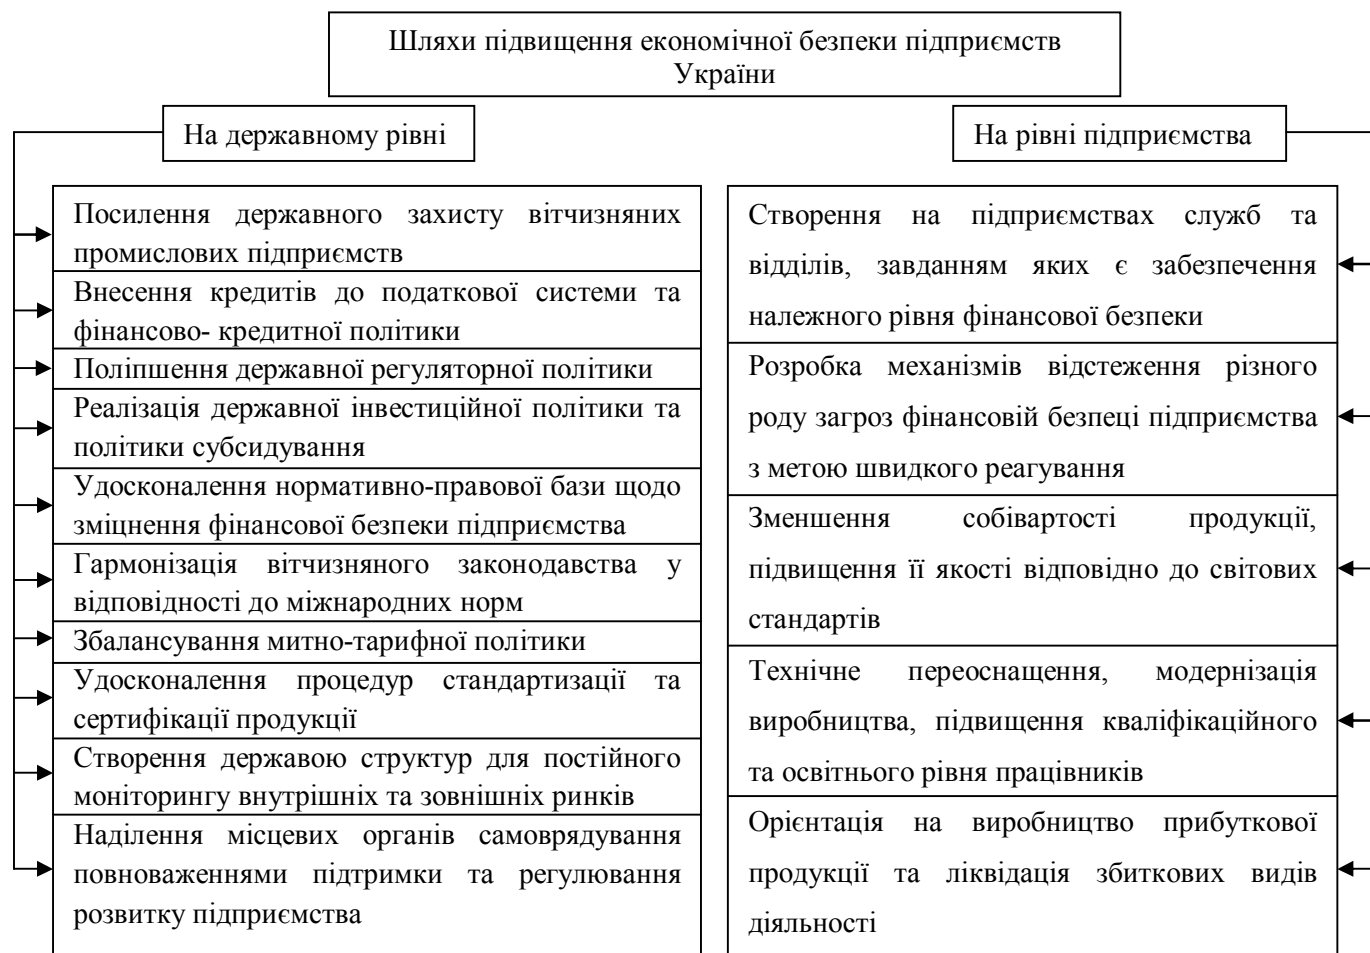 Шляхи підвищення економічної безпеки підприємств
України
На державному рівні
На рівні підприємства
Посилення державного захисту вітчизняних
промислових підприємств
Внесення кредитів до податкової системи та
фінансово- кредитної політики
Поліпшення державної регуляторної політики
Реалізація державної інвестиційної політики та
політики субсидування
Удосконалення нормативно-правової бази щодо
зміцнення фінансової безпеки підприємства
Гармонізація вітчизняного законодавства у
відповідності до міжнародних норм
Збалансування митно-тарифної політики
Удосконалення процедур стандартизації та
сертифікації продукції
Створення державою структур для постійного
моніторингу внутрішніх та зовнішніх ринків
Наділення місцевих органів самоврядування
повноваженнями підтримки та регулювання
розвитку підприємства
Створення на підприємствах служб та
відділів, завданням яких є забезпечення
належного рівня фінансової безпеки
Розробка механізмів відстеження різного
роду загроз фінансовій безпеці підприємства
з метою швидкого реагування
Зменшення собівартості продукції,
підвищення її якості відповідно до світових
стандартів
Технічне переоснащення, модернізація
виробництва, підвищення кваліфікаційного
та освітнього рівня працівників
Орієнтація на виробництво прибуткової
продукції та ліквідація збиткових видів
діяльності